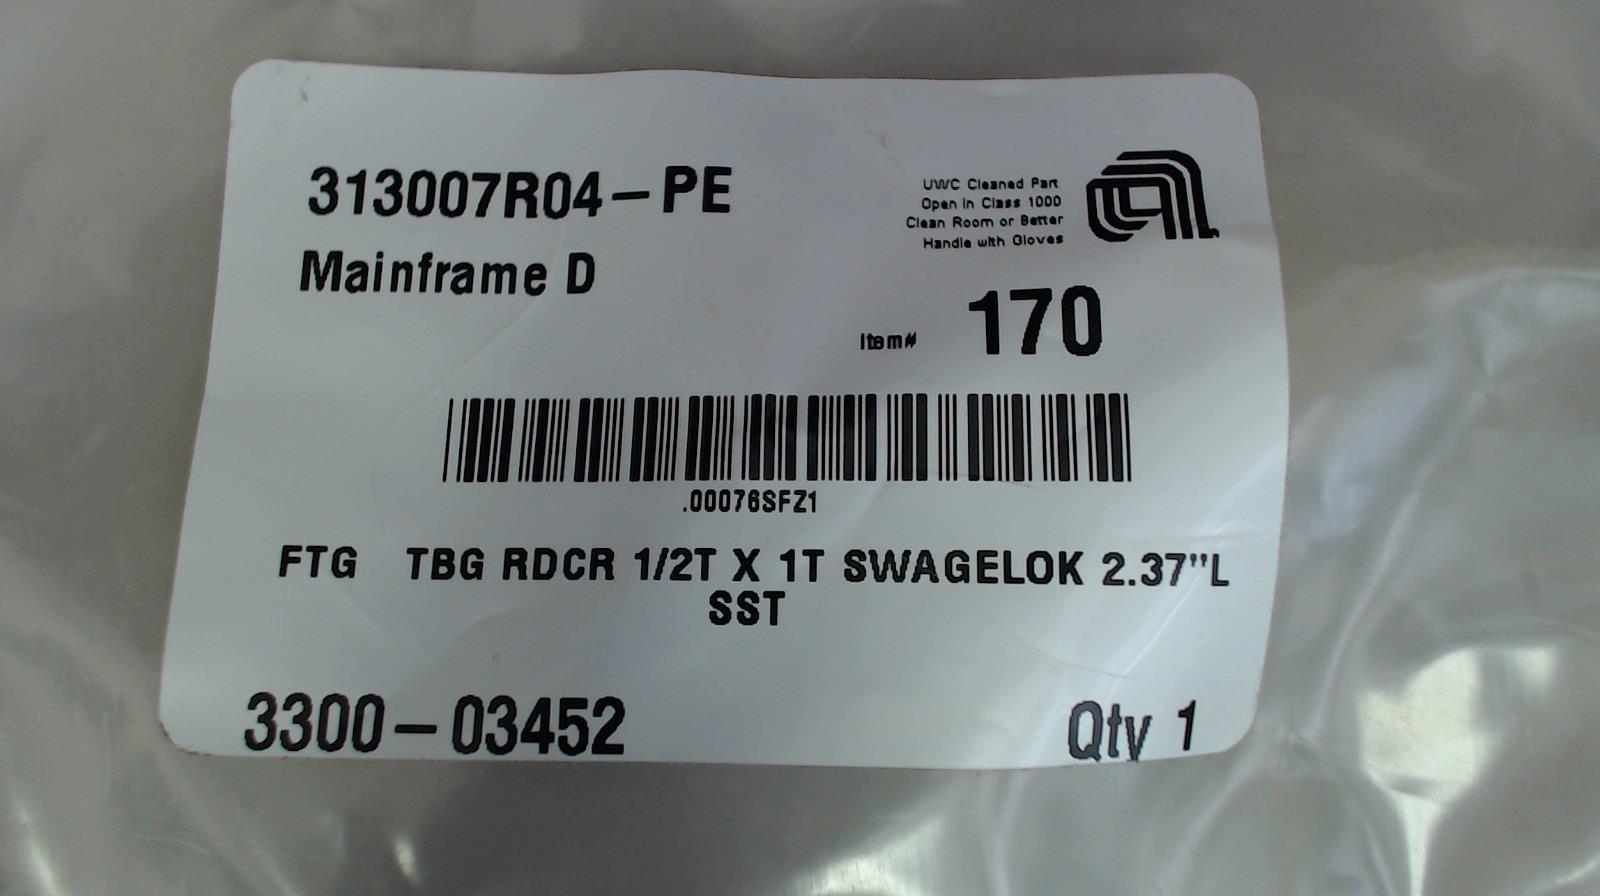 313007R04-PE
UWC Cleaned Part
Open in Class 1000
Clean Room or Better
Handle with Gloves
Mainframe D
Item# 170
.00076SFZ1
FTG TBG RDCR 1/2T X 1T SWAGELOK 2.37"L
SST
3300-03452
Qty 1